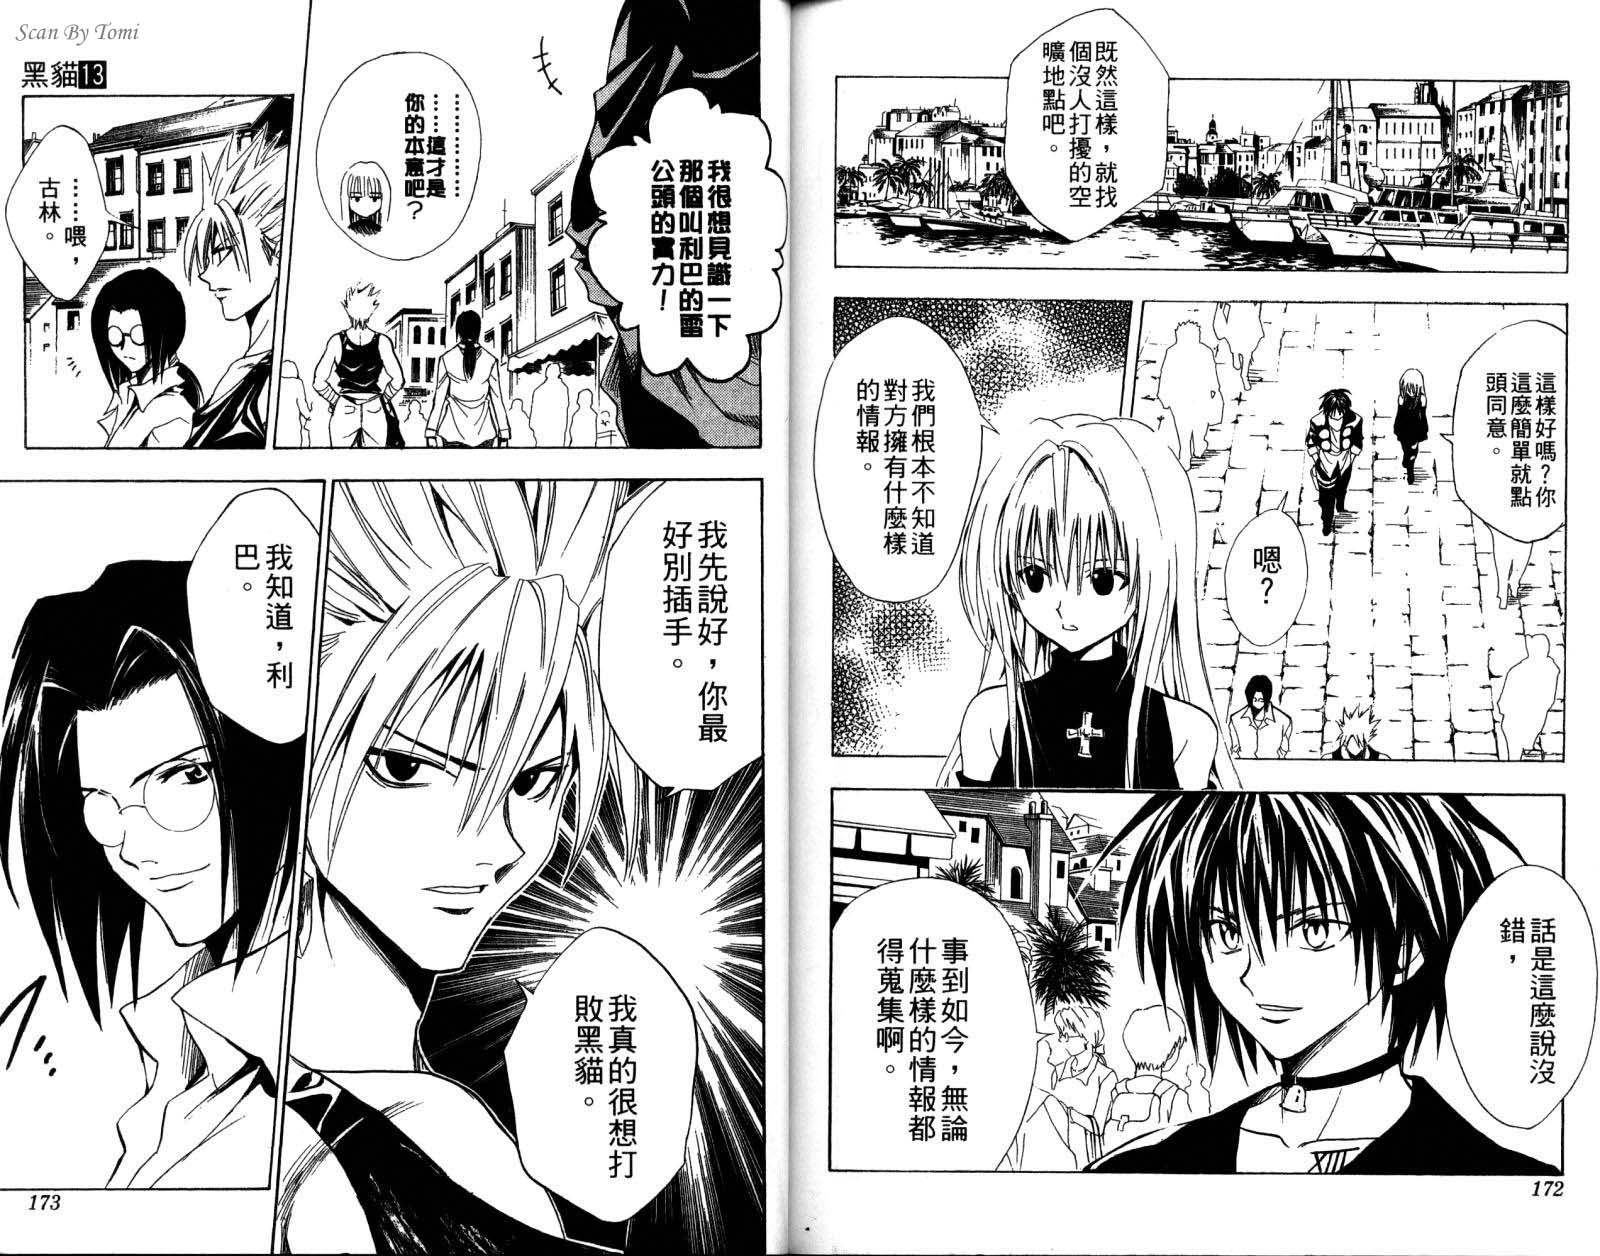 既然這樣，就找
個沒人打擾的空
曠地點吧。
這樣好嗎？你
這麼簡單就點
頭同意。
嗯？
我們根本不知道
對方擁有什麼樣
的情報。
話是這麼說沒
錯，
事到如今，無論
什麼樣的情報都
得蒐集啊。
XIII
172
Scan By Tomi
黑貓13
我很想見識一下
那個叫利巴的雷
公頭的實力！
…………………
……這才是
你的本意吧？
……喂，
古林。
我先說好，你最
好別插手。
我真的很想打
敗黑貓。
我知道，利
巴。
173